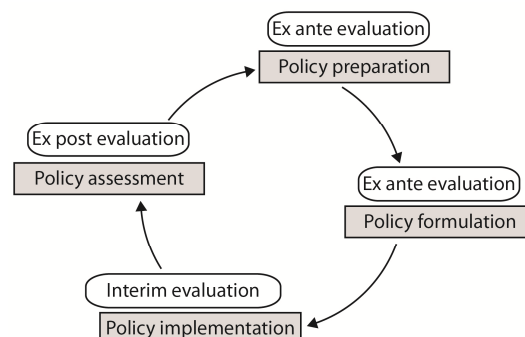 Ex ante evaluation
Policy preparation
Ex post evaluation
Policy assessment
Ex ante evaluation
Policy formulation
Interim evaluation
Policy implementation